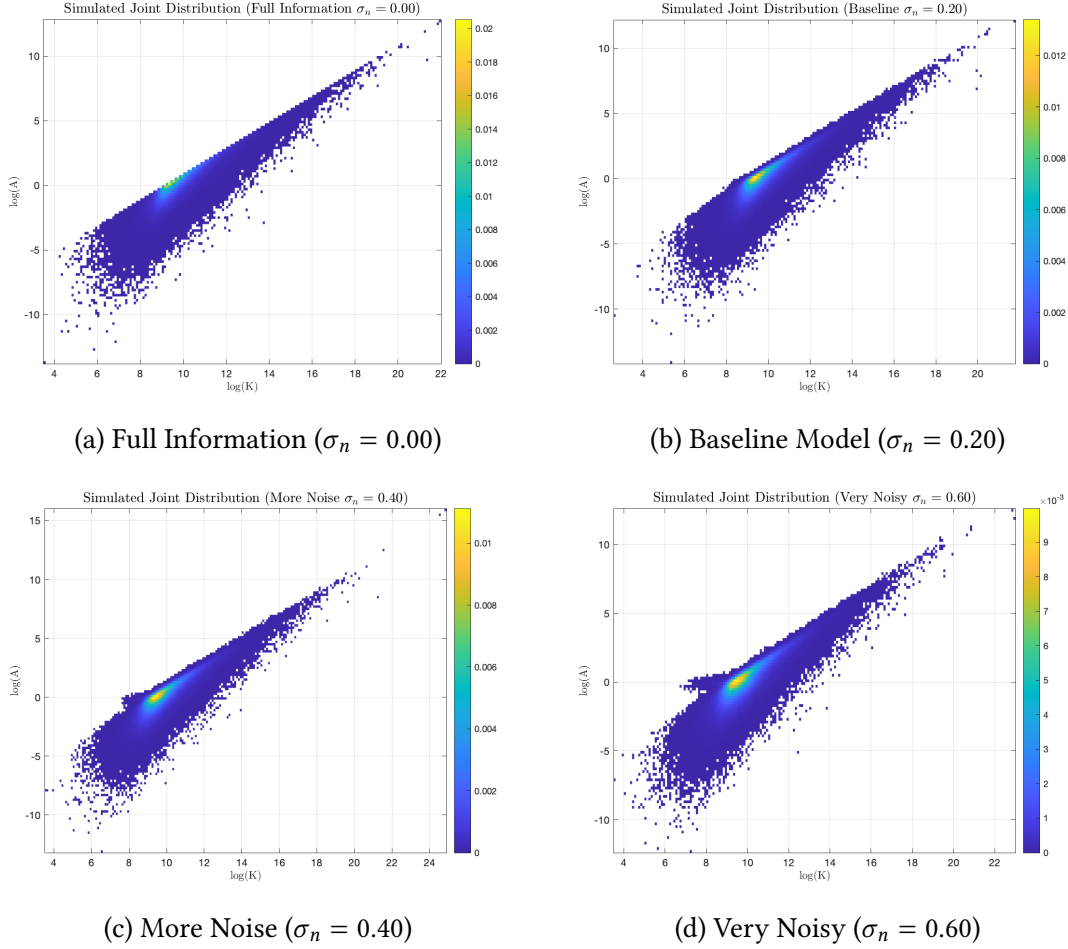 Simulated Joint Distribution (Full Information σn = 0.00)
10
5
0
-5
-10
log(A)
4 6 8 10 12 14 16 18 20 22
log(K)
0.02
0.018
0.016
0.014
0.012
0.01
0.008
0.006
0.004
0.002
0
(a) Full Information (σn = 0.00)
Simulated Joint Distribution (Baseline σn = 0.20)
10
5
0
-5
-10
log(A)
4 6 8 10 12 14 16 18 20
log(K)
0.012
0.01
0.008
0.006
0.004
0.002
0
(b) Baseline Model (σn = 0.20)
Simulated Joint Distribution (More Noise σn = 0.40)
15
10
5
0
-5
-10
log(A)
4 6 8 10 12 14 16 18 20 22 24
log(K)
0.01
0.008
0.006
0.004
0.002
0
(c) More Noise (σn = 0.40)
Simulated Joint Distribution (Very Noisy σn = 0.60)
10
5
0
-5
-10
log(A)
4 6 8 10 12 14 16 18 20 22
log(K)
×10-3
9
8
7
6
5
4
3
2
1
0
(d) Very Noisy (σn = 0.60)